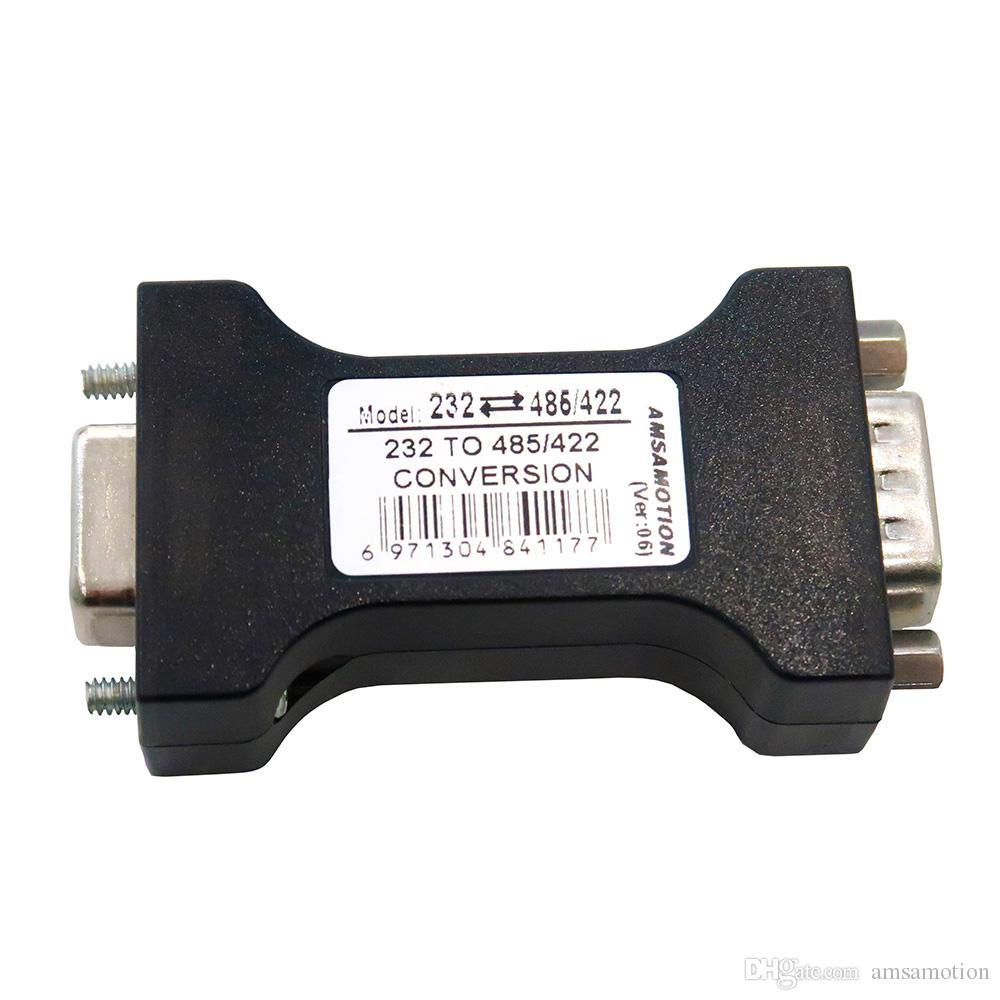 Model: 232⇄485/422
232 TO 485/422
CONVERSION
6 971304 841177
AMSAMOTION
(Ver:06)
DHgate.com amsamotion